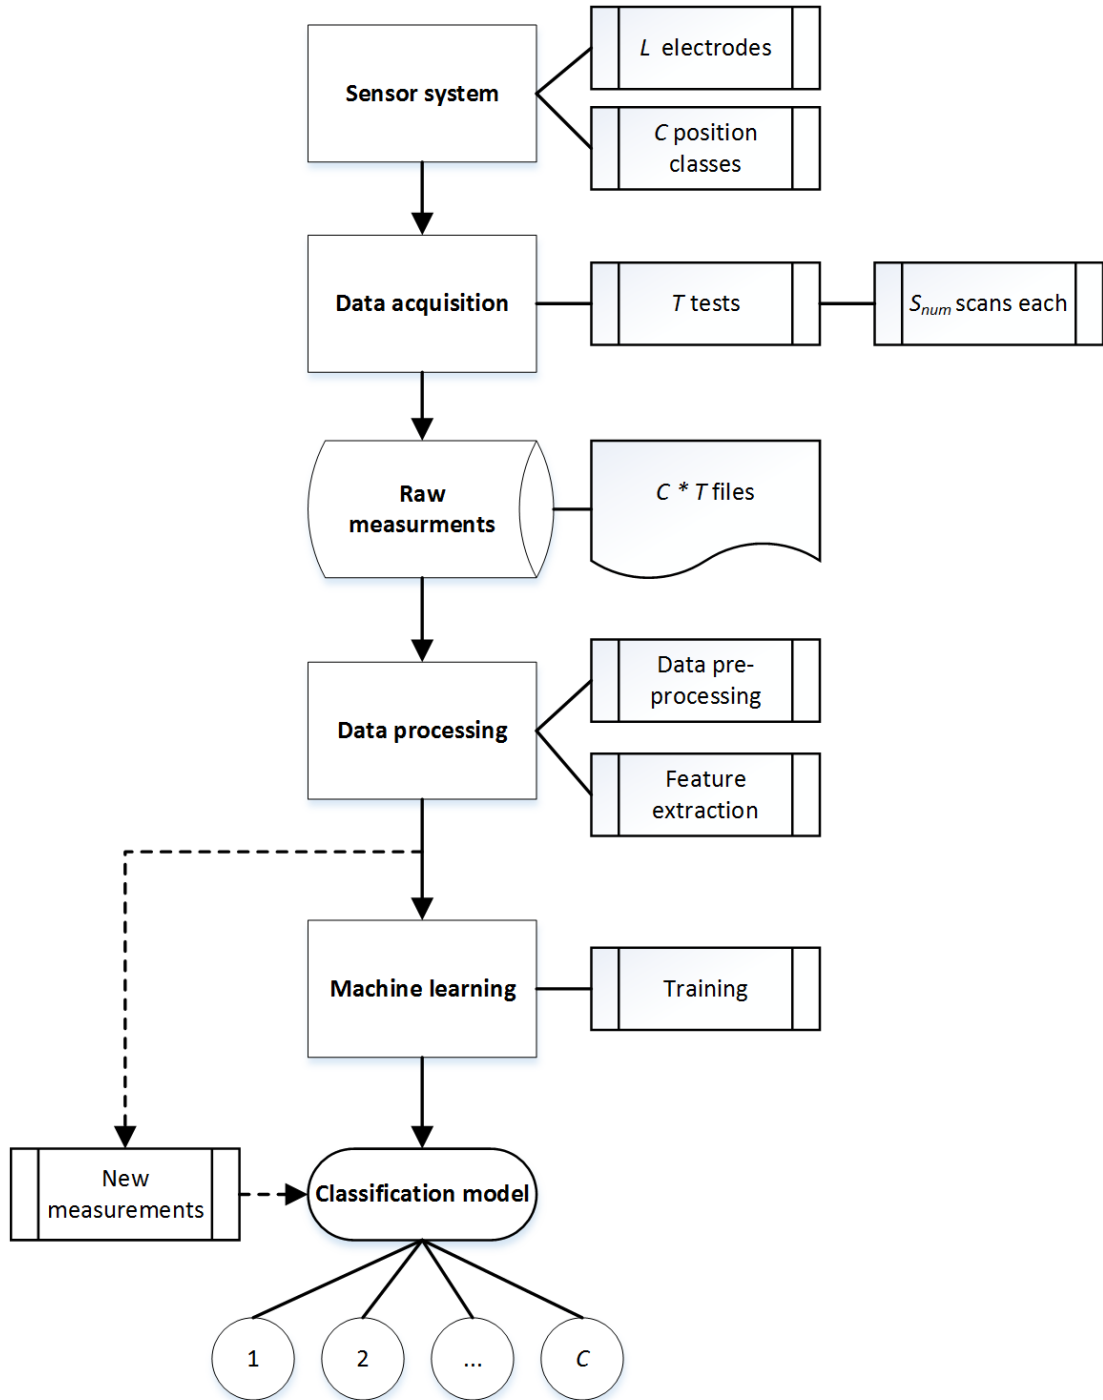 Sensor system
L electrodes
C position
classes
Data acquisition
T tests
Snum scans each
Raw
measurments
C * T files
Data processing
Data pre-
processing
Feature
extraction
Machine learning
Training
New
measurements
Classification model
1
2
...
C